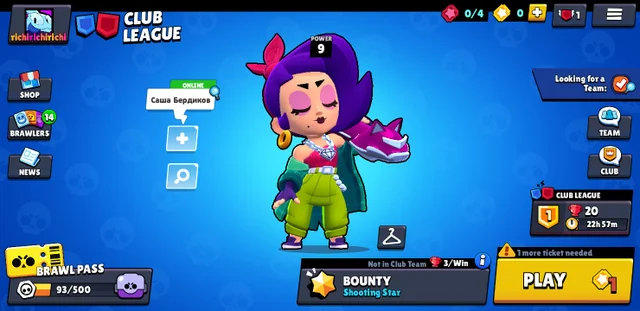 richirichirichi
CLUB
LEAGUE
0/4
0
1
POWER
9
ONLINE
Саша Бердиков
Looking for a
Team:
SHOP
14
BRAWLERS
NEWS
TEAM
CLUB
CLUB LEAGUE
1
20
22h 57m
BRAWL PASS
93/500
Not in Club Team
3/Win
i
BOUNTY
Shooting Star
1 more ticket needed
PLAY
1